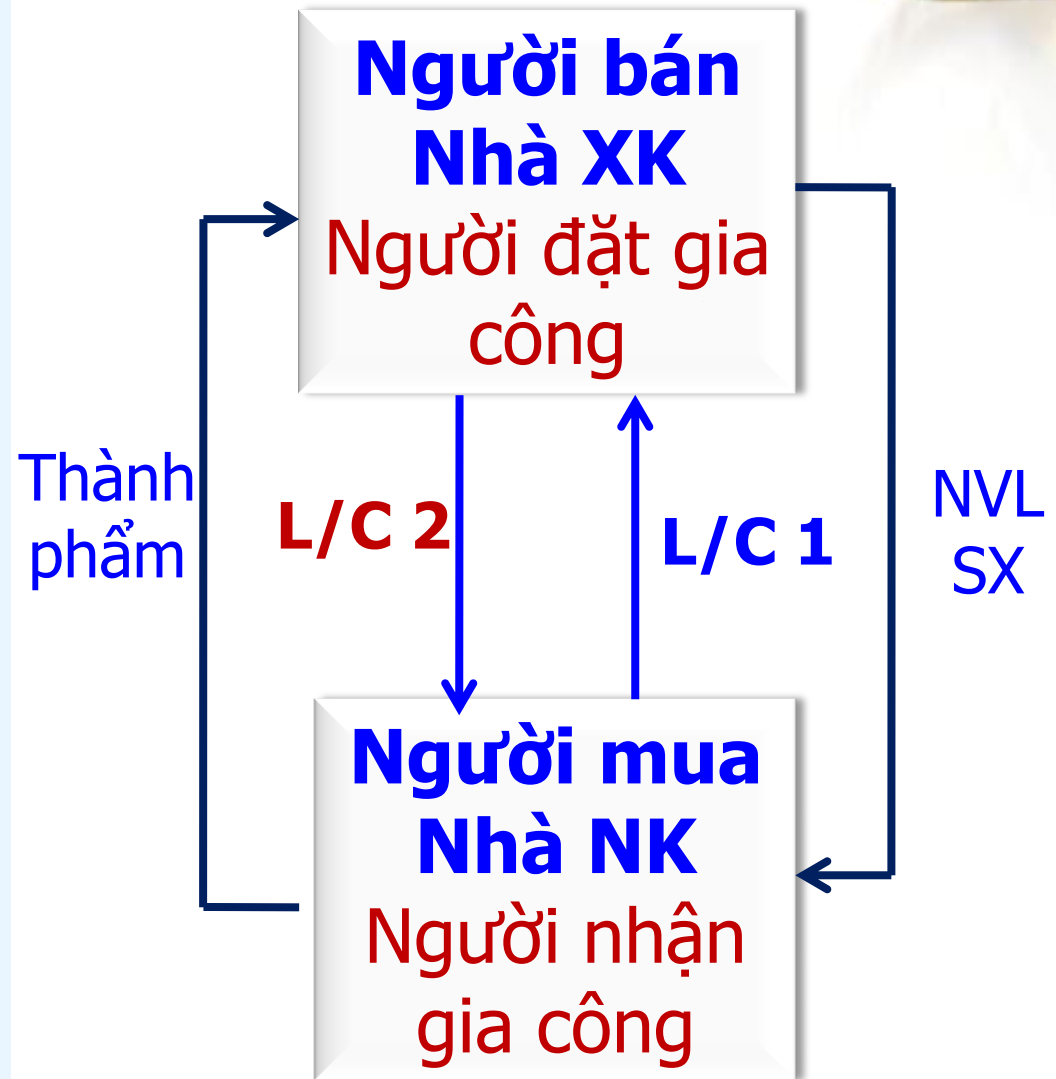 Người bán
Nhà XK
Người đặt gia
công
Thành
phẩm
L/C 2
L/C 1
NVL
SX
Người mua
Nhà NK
Người nhận
gia công